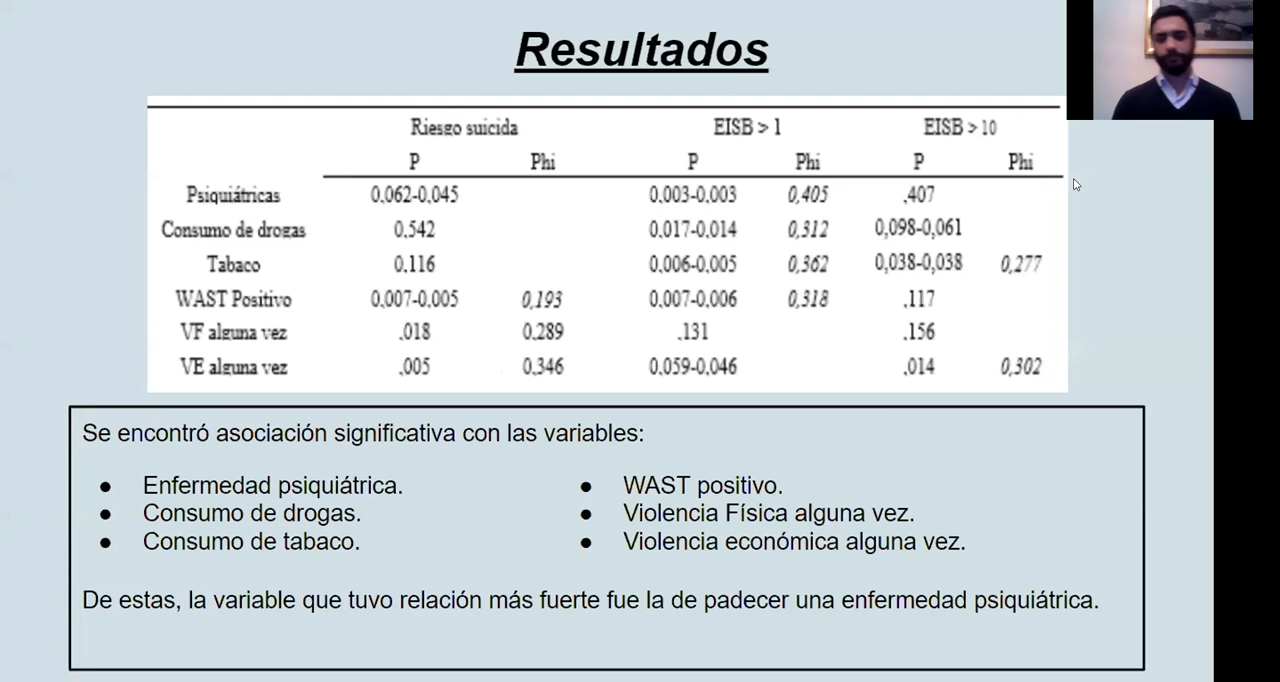 Resultados
Riesgo suicida EISB > 1 EISB > 10
P Phi P Phi P Phi
Psiquiátricas 0,062-0,045 0,003-0,003 0,405 ,407
Consumo de drogas 0,542 0,017-0,014 0,312 0,098-0,061
Tabaco 0,116 0,006-0,005 0,362 0,038-0,038 0,277
WAST Positivo 0,007-0,005 0,193 0,007-0,006 0,318 ,117
VF alguna vez ,018 0,289 ,131 ,156
VE alguna vez ,005 0,346 0,059-0,046 ,014 0,302
Se encontró asociación significativa con las variables:
● Enfermedad psiquiátrica.
● Consumo de drogas.
● Consumo de tabaco.
● WAST positivo.
● Violencia Física alguna vez.
● Violencia económica alguna vez.
De estas, la variable que tuvo relación más fuerte fue la de padecer una enfermedad psiquiátrica.